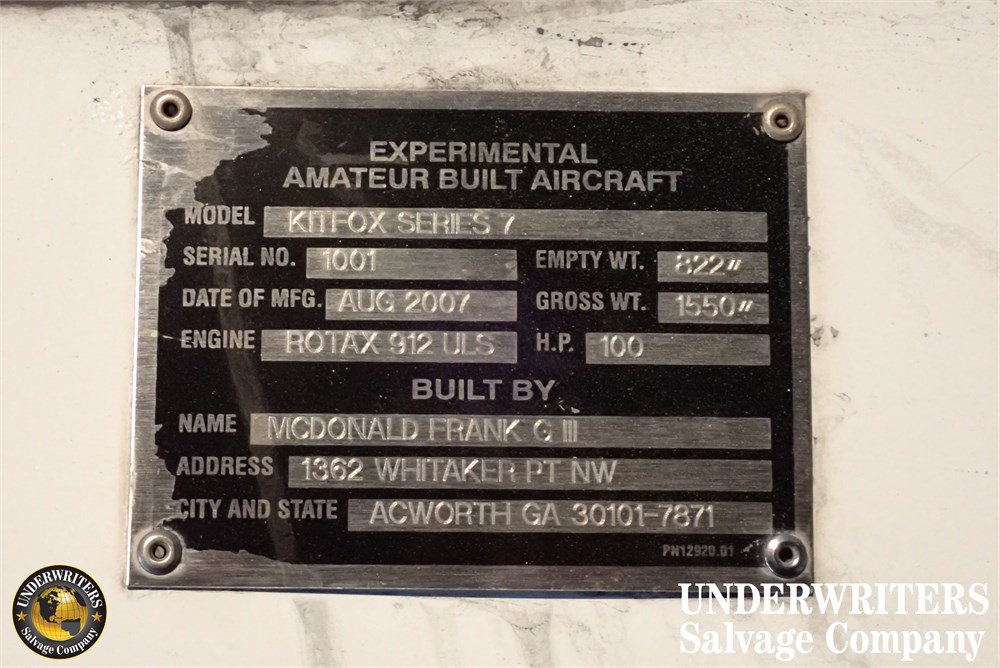 EXPERIMENTAL
AMATEUR BUILT AIRCRAFT
MODEL KITFOX SERIES 7
SERIAL NO. 1001 EMPTY WT. 822#
DATE OF MFG. AUG 2007 GROSS WT. 1550#
ENGINE ROTAX 912 ULS H.P. 100
BUILT BY
NAME MCDONALD FRANK G III
ADDRESS 1362 WHITAKER PT NW
CITY AND STATE ACWORTH GA 30101-7871
PN12920.01
UNDERWRITERS
Salvage Company
UNDERWRITERS
Salvage Company